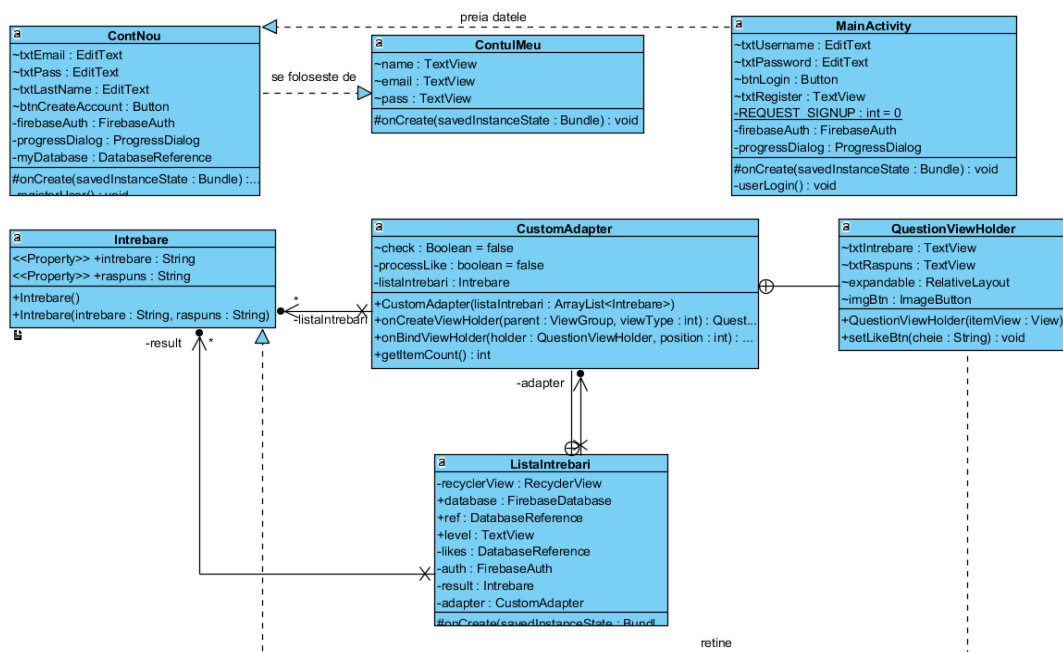 preia datele
ContNou
~txtEmail : EditText
~txtPass : EditText
~txtLastName : EditText
~btnCreateAccount : Button
-firebaseAuth : FirebaseAuth
-progressDialog : ProgressDialog
-myDatabase : DatabaseReference
#onCreate(savedInstanceState : Bundle) :...
-registerUser() : void
se foloseste de
ContulMeu
~name : TextView
~email : TextView
~pass : TextView
#onCreate(savedInstanceState : Bundle) : void
MainActivity
~txtUsername : EditText
~txtPassword : EditText
~btnLogin : Button
~txtRegister : TextView
-REQUEST_SIGNUP : int = 0
-firebaseAuth : FirebaseAuth
-progressDialog : ProgressDialog
#onCreate(savedInstanceState : Bundle) : void
-userLogin() : void
Intrebare
<<Property>> +intrebare : String
<<Property>> +raspuns : String
+Intrebare()
+Intrebare(intrebare : String, raspuns : String)
*
-listaIntrebari
-result
*
CustomAdapter
~check : Boolean = false
-processLike : boolean = false
-listaIntrebari : Intrebare
+CustomAdapter(listaIntrebari : ArrayList<Intrebare>)
+onCreateViewHolder(parent : ViewGroup, viewType : int) : Quest...
+onBindViewHolder(holder : QuestionViewHolder, position : int) : ...
+getItemCount() : int
QuestionViewHolder
~txtIntrebare : TextView
~txtRaspuns : TextView
~expandable : RelativeLayout
~imgBtn : ImageButton
+QuestionViewHolder(itemView : View)
+setLikeBtn(cheie : String) : void
-adapter
ListaIntrebari
-recyclerView : RecyclerView
+database : FirebaseDatabase
+ref : DatabaseReference
+level : TextView
-likes : DatabaseReference
-auth : FirebaseAuth
-result : Intrebare
-adapter : CustomAdapter
#onCreate(savedInstanceState : Bundl
retine